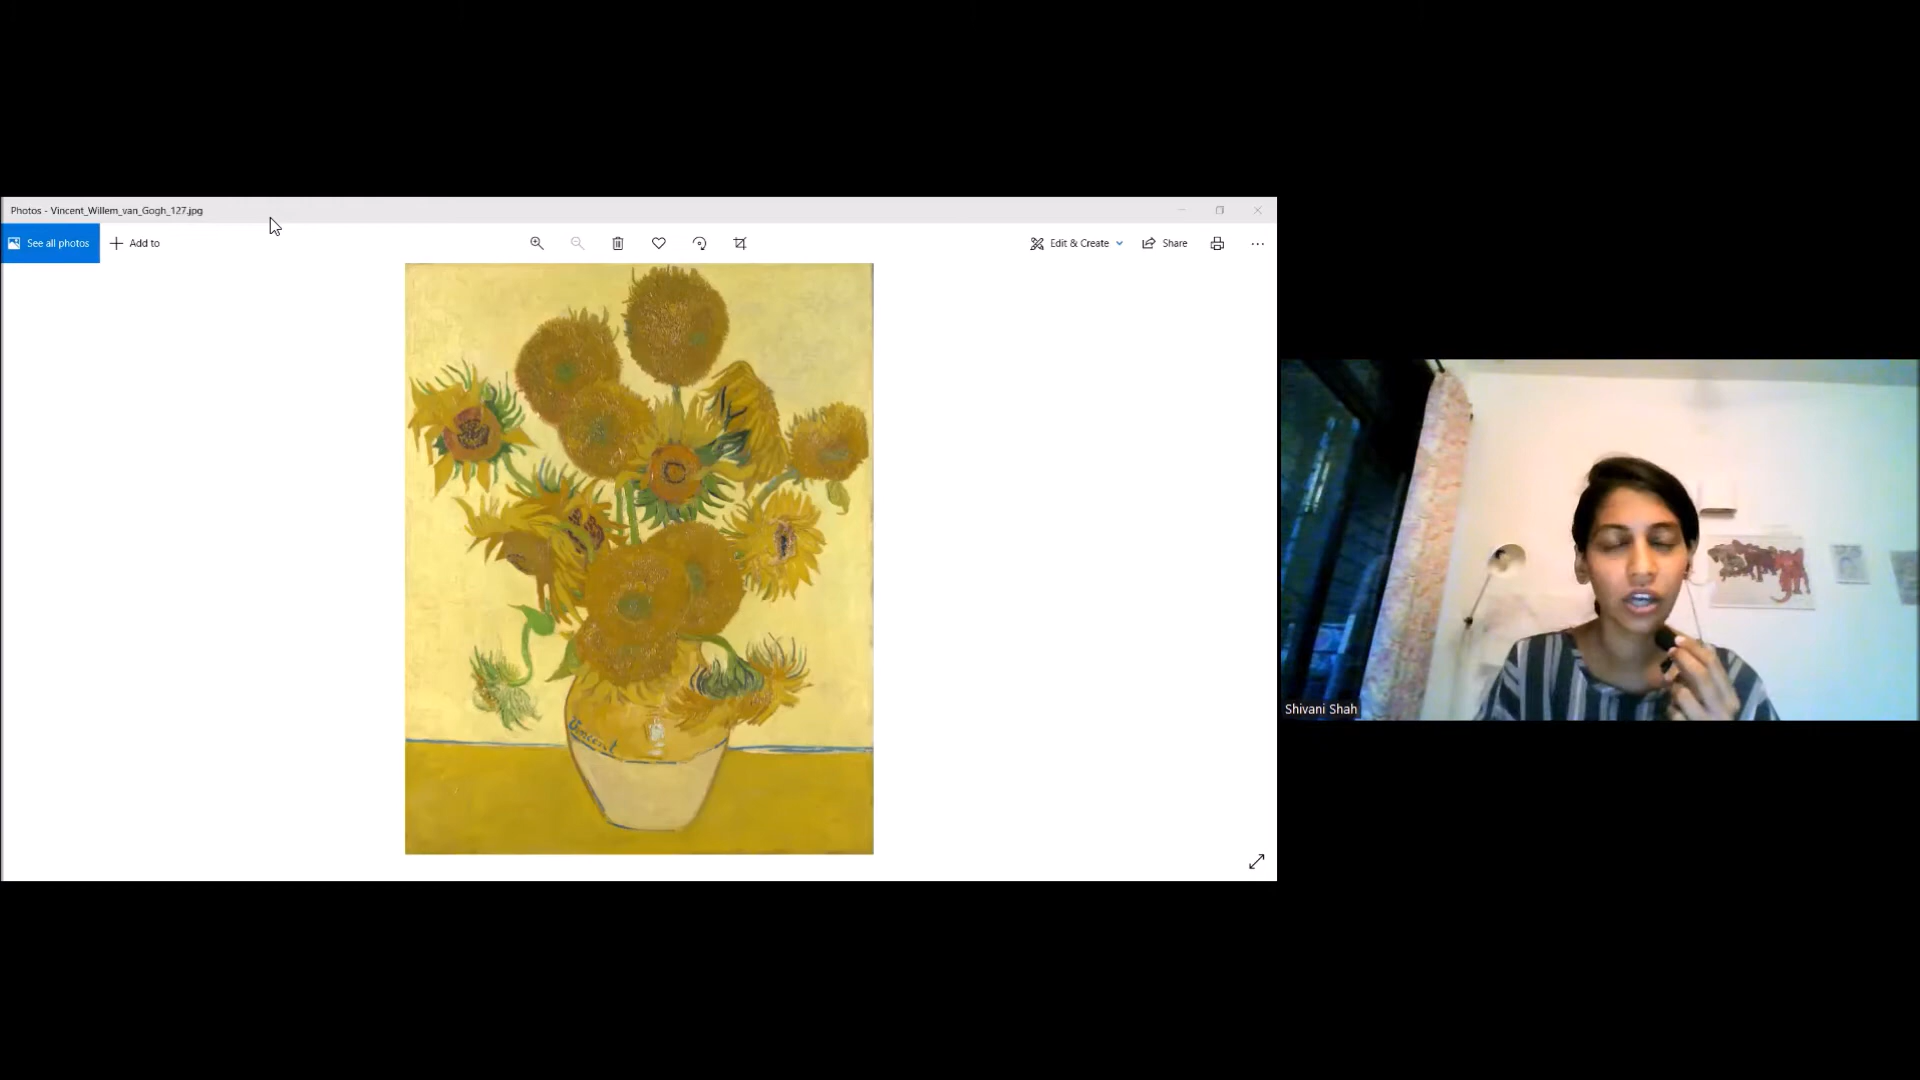 Photos - Vincent_Willem_van_Gogh_127.jpg
See all photos
Add to
Edit & Create
Share
Vincent
Shivani Shah